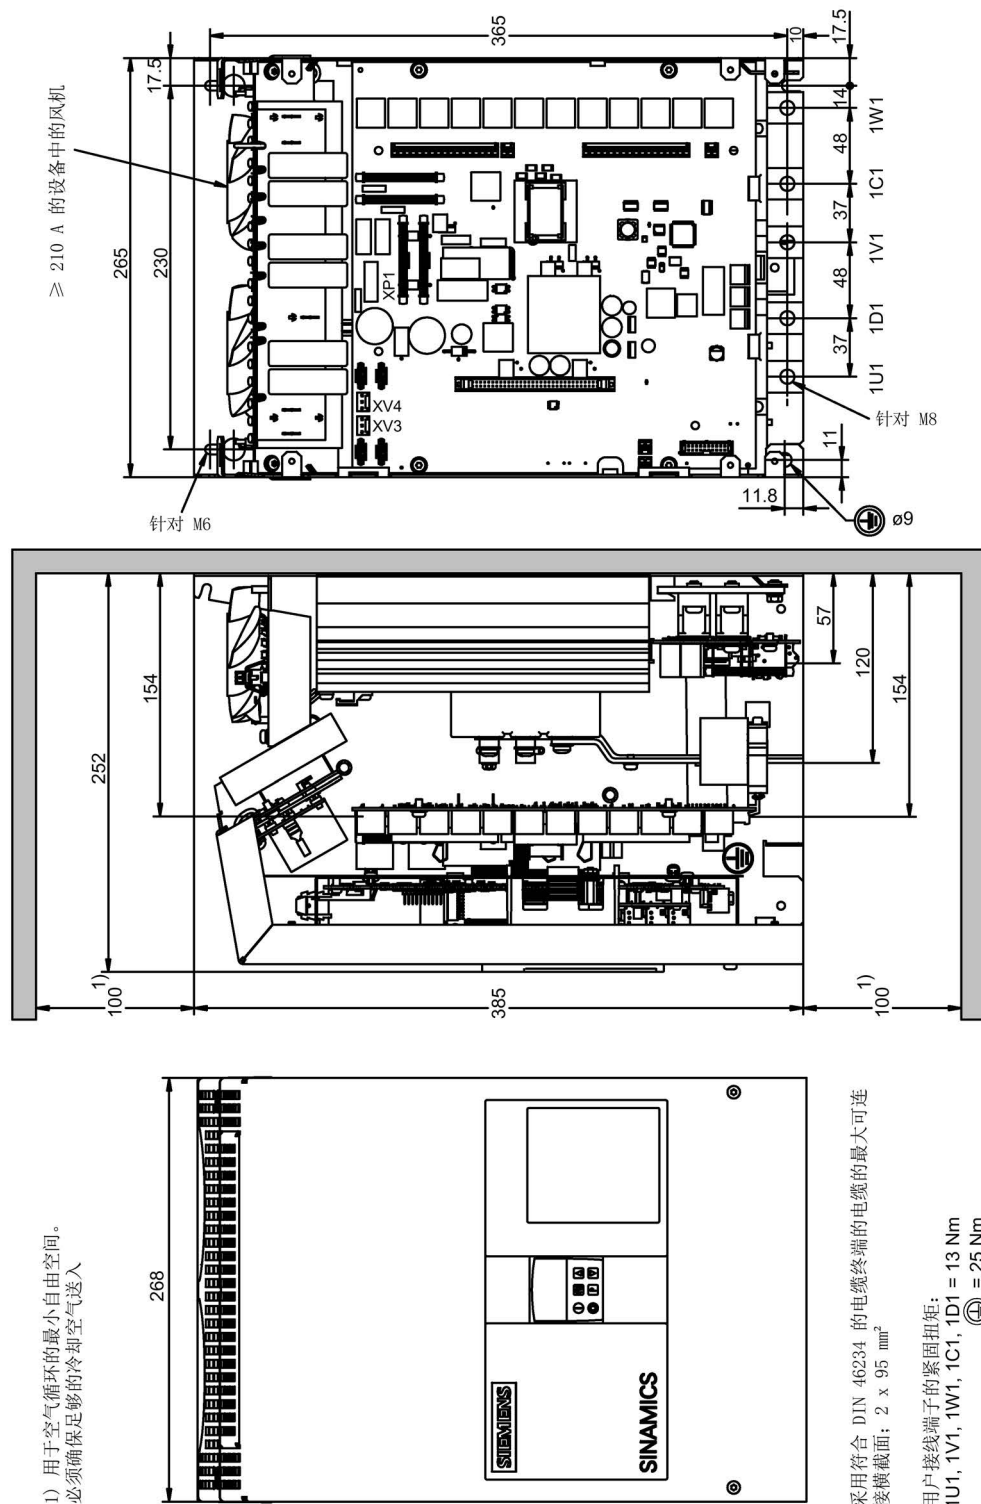 365
10
17.5
17.5
265
230
14
48
37
48
37
1W1
1C1
1V1
1D1
1U1
≥ 210 A 的设备中的风机
XP1
XV4
XV3
针对 M8
11
11.8
针对 M6
ø9
252
154
57
120
154
100 1)
385
100 1)
268
SIEMENS
SINAMICS
1) 用于空气循环的最小自由空间。
必须确保足够的冷却空气送入
采用符合 DIN 46234 的电缆终端的电缆的最大可连
接横截面：2 x 95 mm²
用户接线端子的紧固扭矩：
1U1, 1V1, 1W1, 1C1, 1D1 = 13 Nm
= 25 Nm